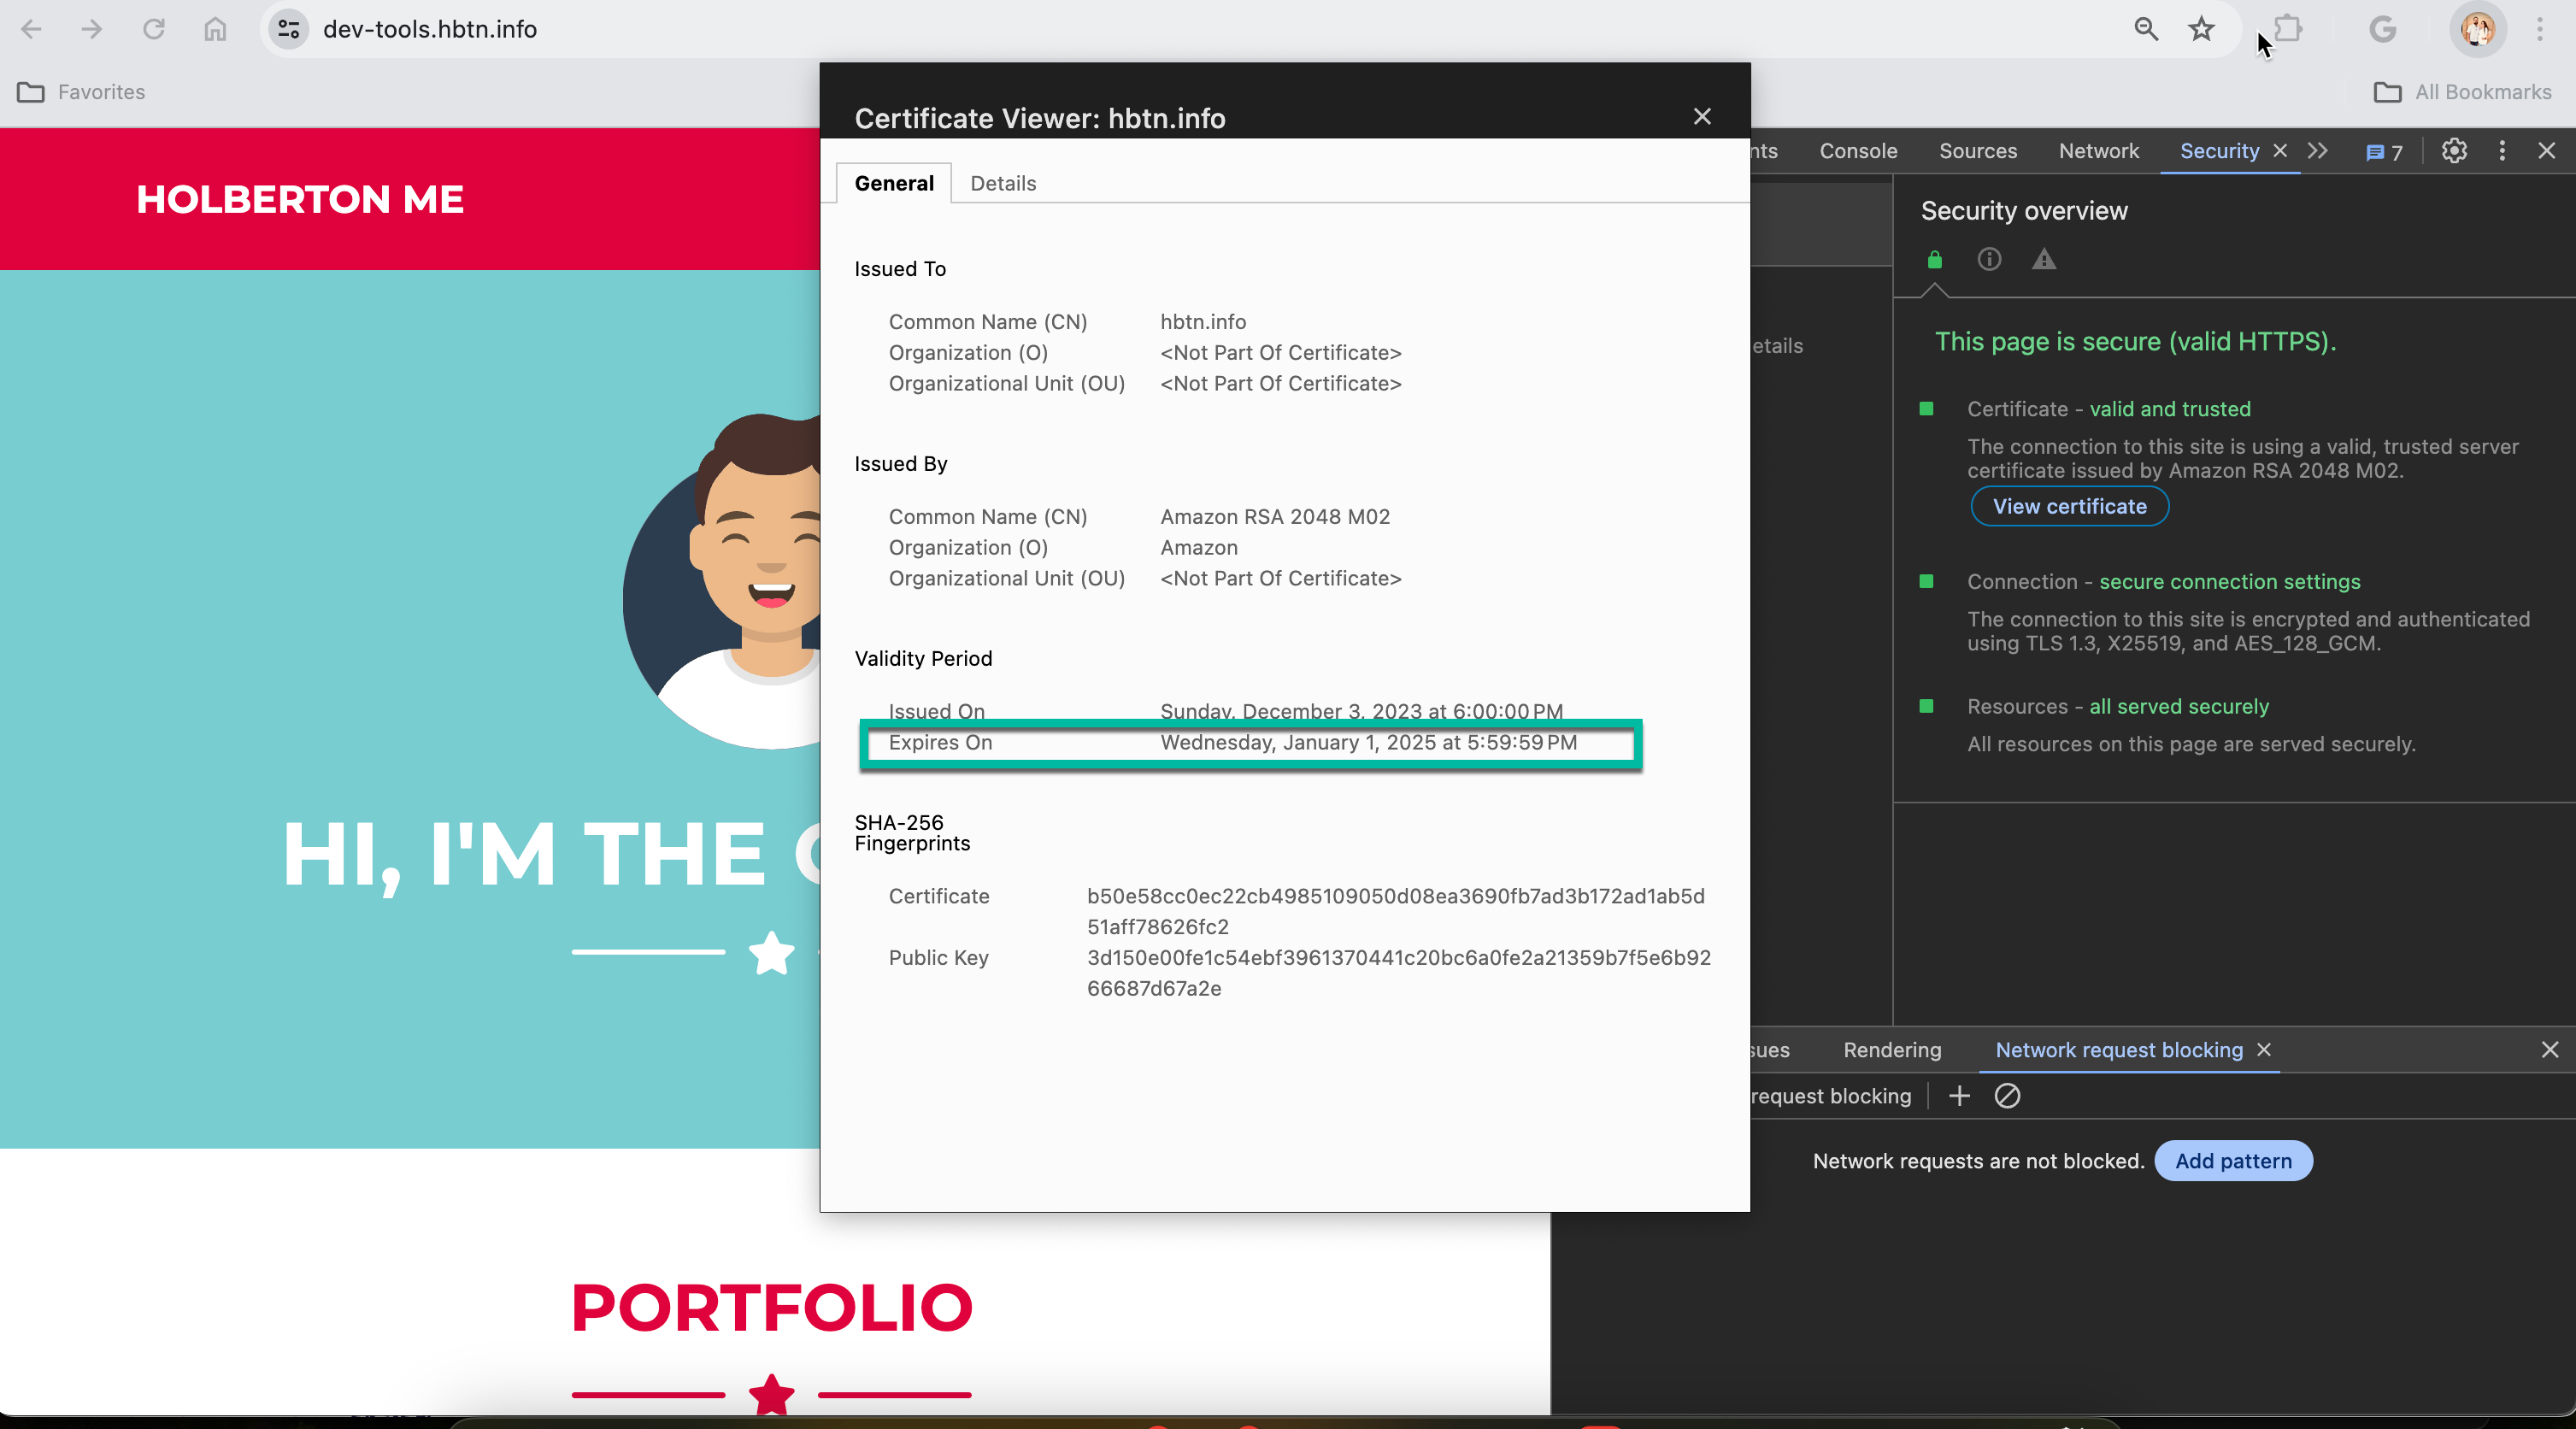 dev-tools.hbtn.info
Favorites
All Bookmarks
HOLBERTON ME
HI, I'M THE
PORTFOLIO
Certificate Viewer: hbtn.info
General Details
Issued To
Common Name (CN) hbtn.info
Organization (O) <Not Part Of Certificate>
Organizational Unit (OU) <Not Part Of Certificate>
Issued By
Common Name (CN) Amazon RSA 2048 M02
Organization (O) Amazon
Organizational Unit (OU) <Not Part Of Certificate>
Validity Period
Issued On Sunday, December 3, 2023 at 6:00:00 PM
Expires On Wednesday, January 1, 2025 at 5:59:59 PM
SHA-256
Fingerprints
Certificate b50e58cc0ec22cb4985109050d08ea3690fb7ad3b172ad1ab5d
51aff78626fc2
Public Key 3d150e00fe1c54ebf3961370441c20bc6a0fe2a21359b7f5e6b92
66687d67a2e
nts Console Sources Network Security 7
etails
Security overview
This page is secure (valid HTTPS).
Certificate - valid and trusted
The connection to this site is using a valid, trusted server
certificate issued by Amazon RSA 2048 M02.
View certificate
Connection - secure connection settings
The connection to this site is encrypted and authenticated
using TLS 1.3, X25519, and AES_128_GCM.
Resources - all served securely
All resources on this page are served securely.
sues Rendering Network request blocking
request blocking
Network requests are not blocked. Add pattern